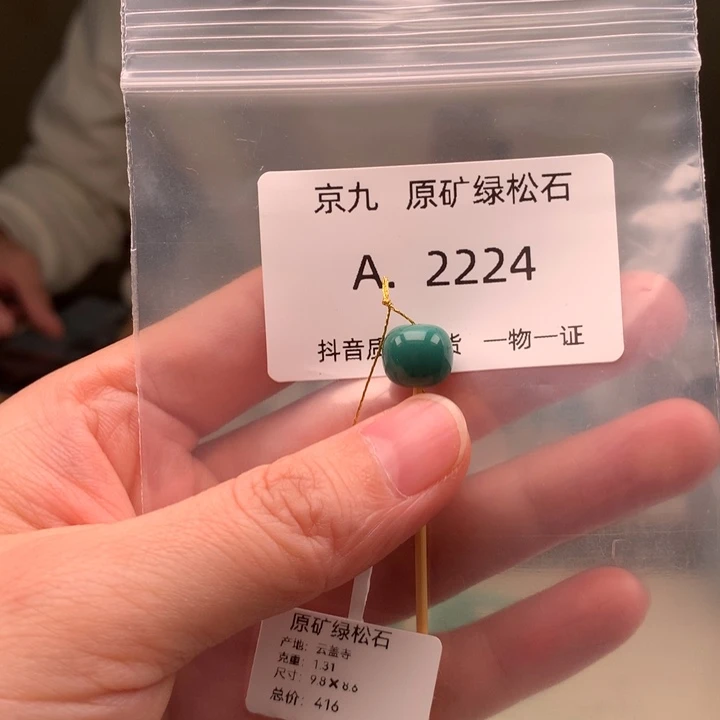 京九 原矿绿松石
A. 2224
抖音质 货 一物一证
原矿绿松石
产地: 云盖寺
克重: 1.31
尺寸: 9.8×8.6
总价: 416